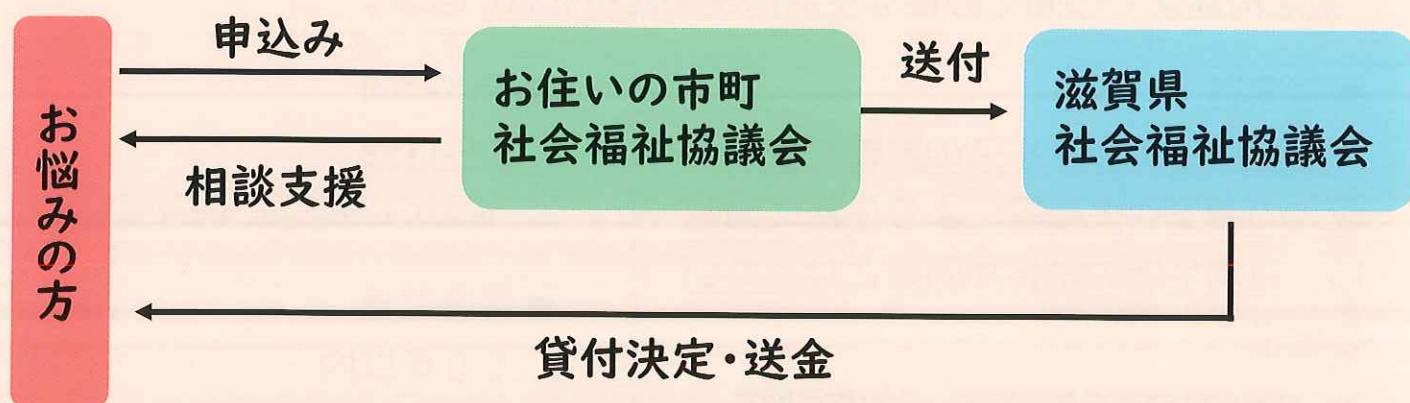 お悩みの方
申込み
相談支援
お住いの市町
社会福祉協議会
送付
滋賀県
社会福祉協議会
貸付決定・送金